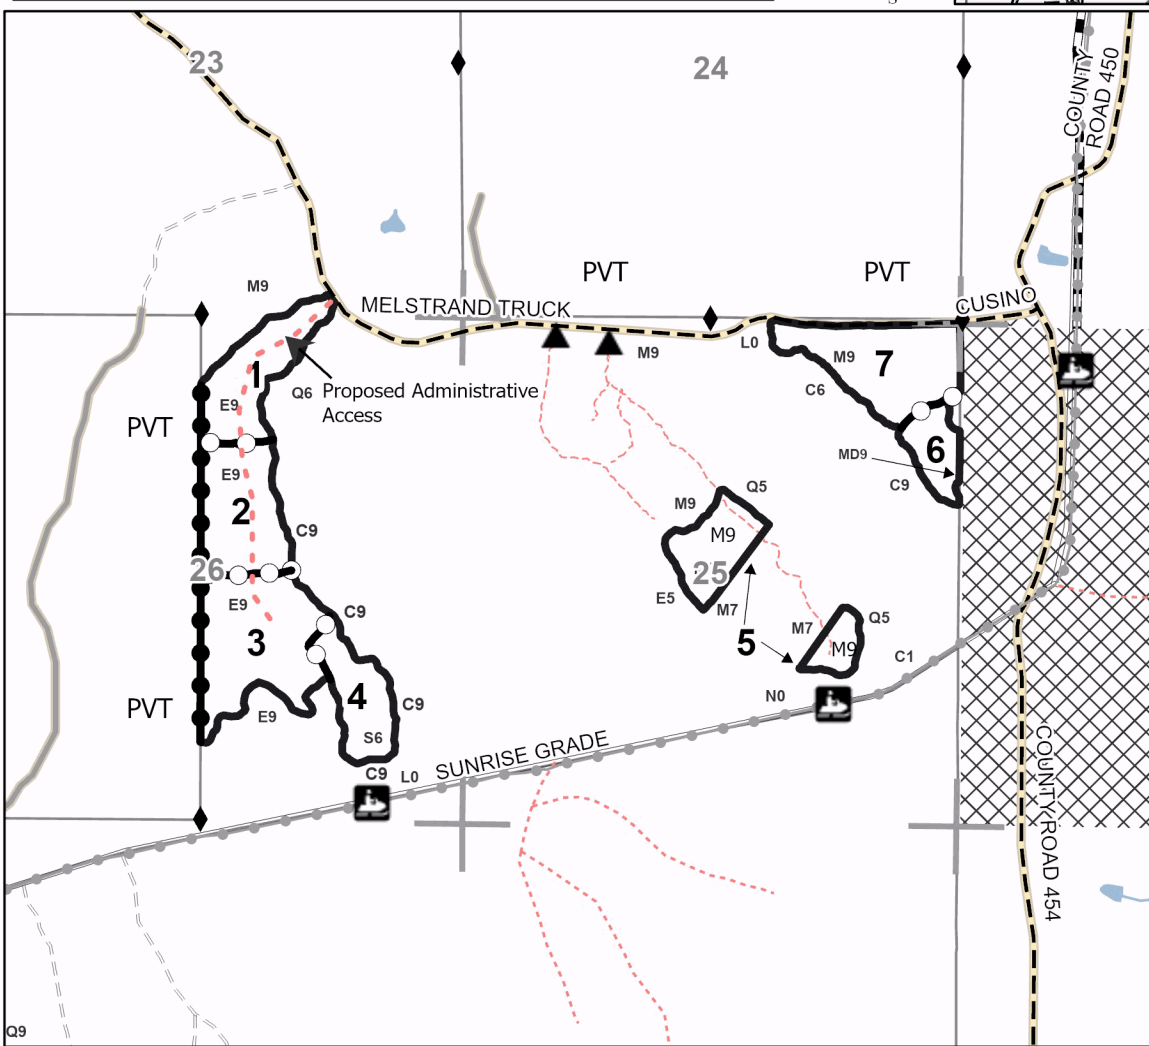 23
24
COUNTY
ROAD 450
M9
PVT
PVT
MELSTRAND TRUCK
CUSINO
L0
M9
M9
7
C6
1
Q6
Proposed Administrative
Access
E9
PVT
E9
MD9
6
C9
2
Q5
M9
M9
C9
26
25
E9
E5
M7
C9
3
5
M7
Q5
M9
C1
4
C9
N0
PVT
E9
S6
C9
L0
SUNRISE GRADE
COUNTY ROAD 454
Q9